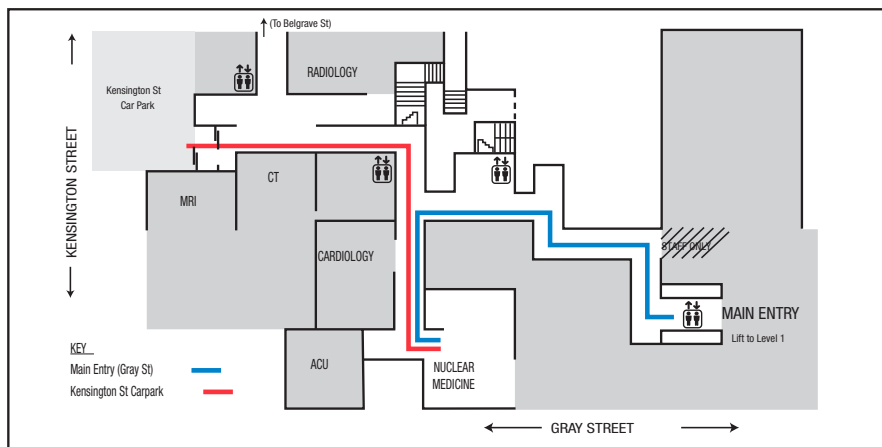 (To Belgrave St)
RADIOLOGY
Kensington St
Car Park
KENSINGTON STREET
CT
MRI
CARDIOLOGY
STAFF ONLY
MAIN ENTRY
Lift to Level 1
KEY
Main Entry (Gray St)
Kensington St Carpark
ACU
NUCLEAR
MEDICINE
GRAY STREET